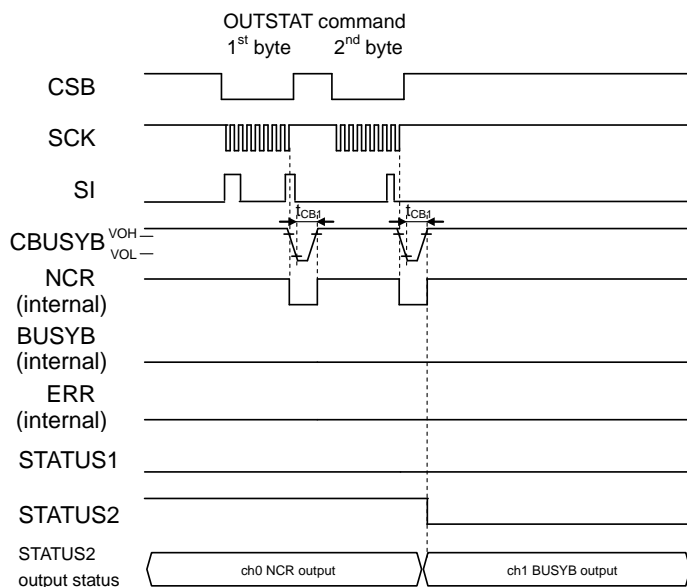 OUTSTAT command
1st byte
2nd byte
CSB
SCK
SI
tCB1
tCB1
CBUSYB
VOH
VOL
NCR
(internal)
BUSYB
(internal)
ERR
(internal)
STATUS1
STATUS2
STATUS2
output status
ch0 NCR output
ch1 BUSYB output